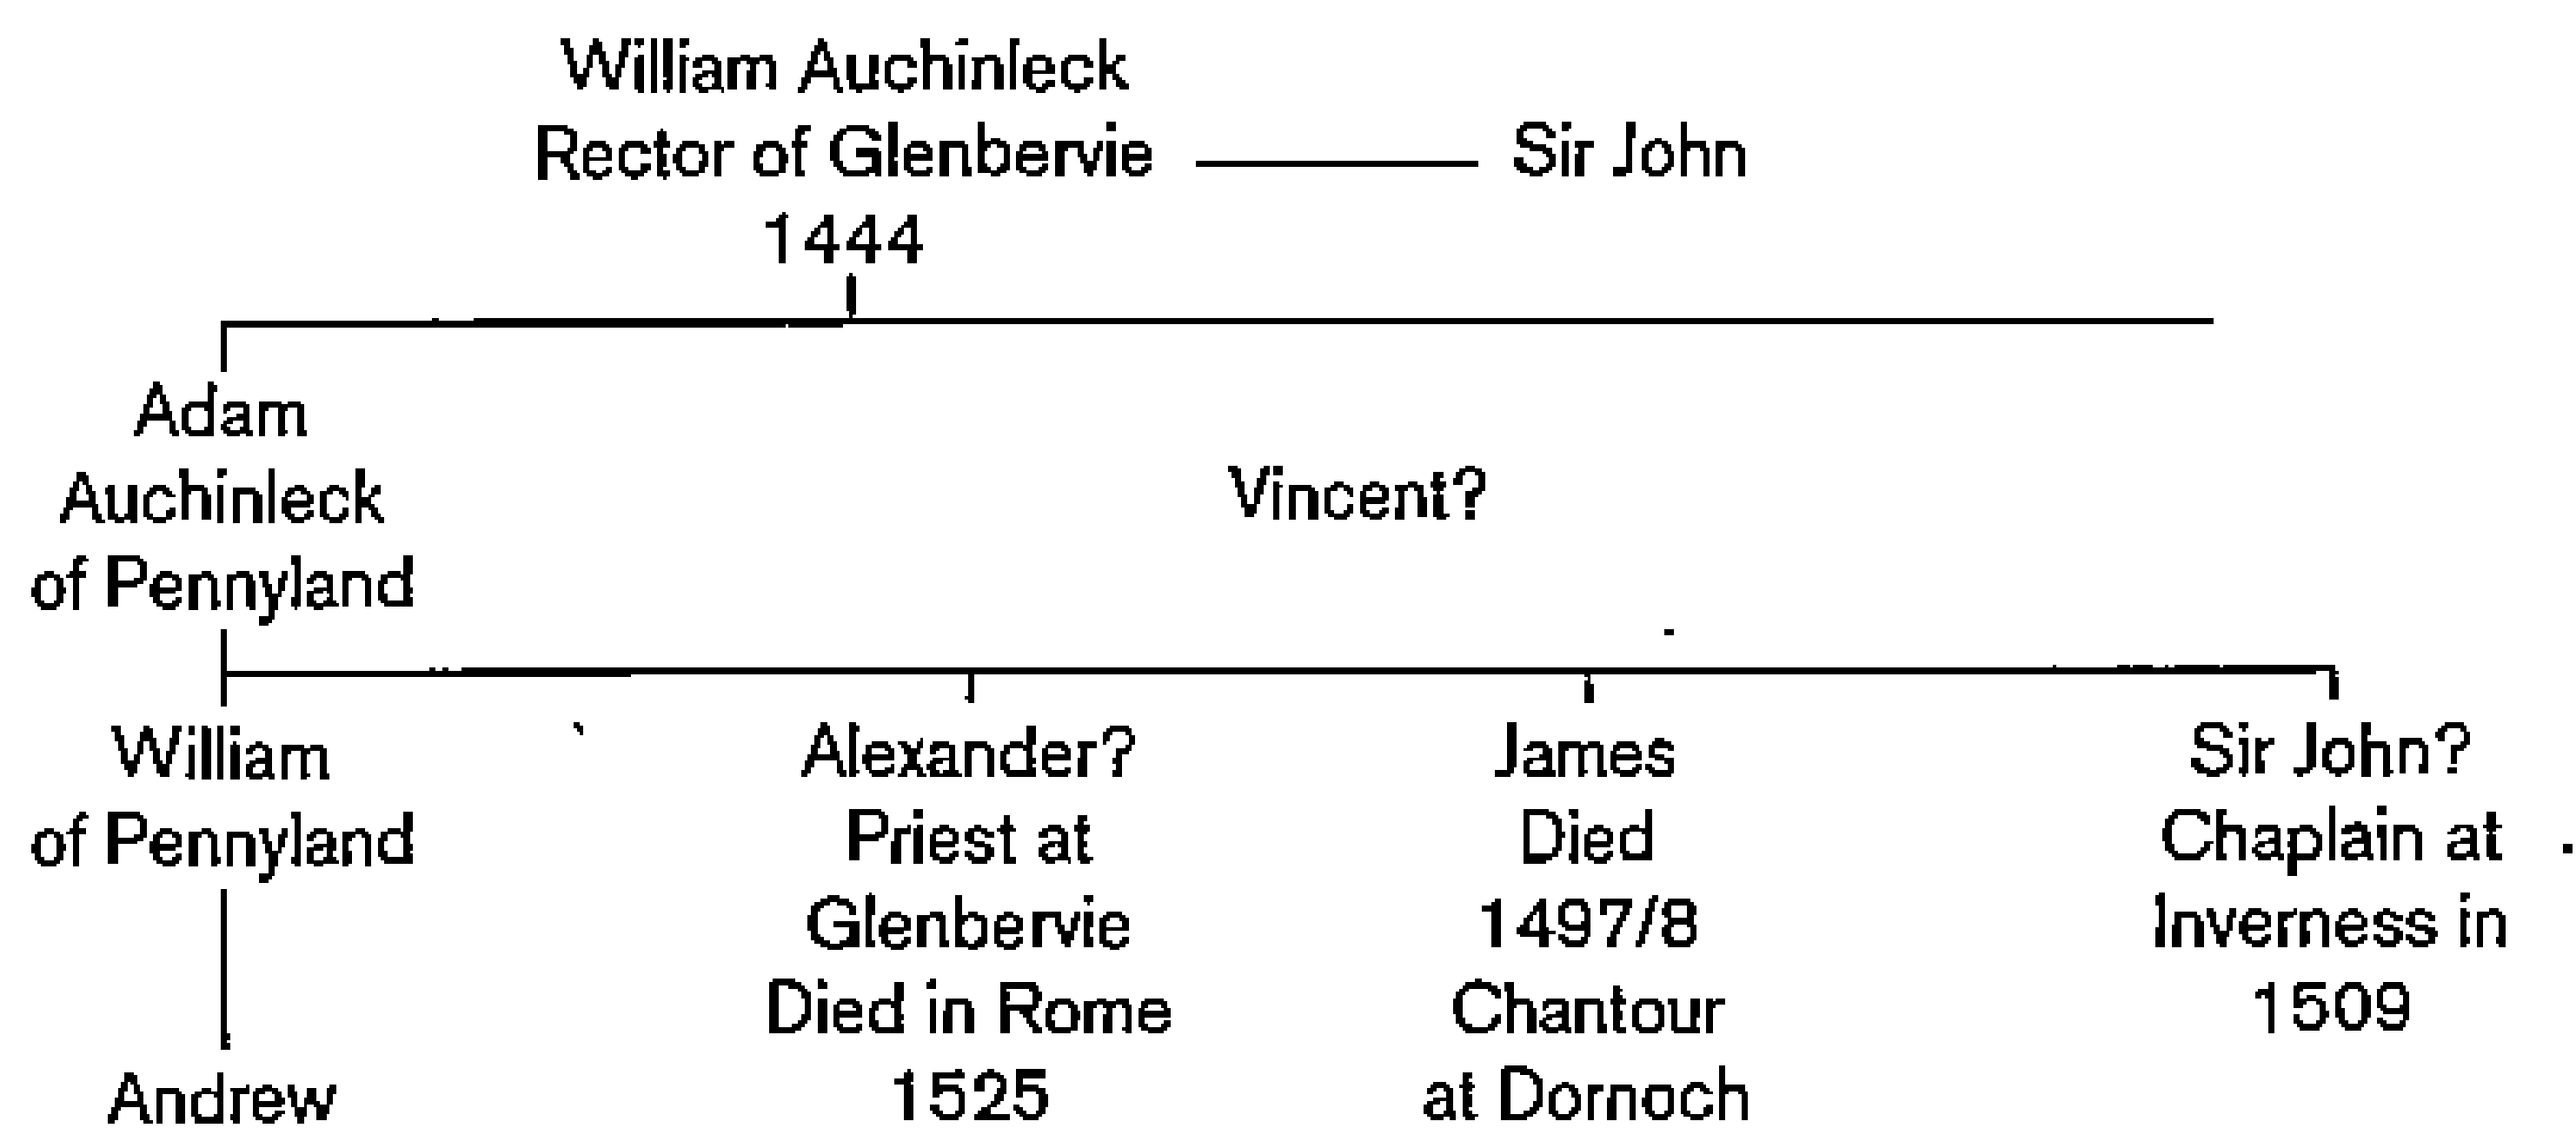 William Auchinleck
Rector of Glenbervie
Sir John
1444
Adam
Auchinleck
of Pennyland
Vincent?
William
of Pennyland
Andrew
Alexander?
Priest at
Glenbervie
Died in Rome
1525
James
Died
1497/8
Chantour
at Dornoch
Sir John?
Chaplain at
Inverness in
1509